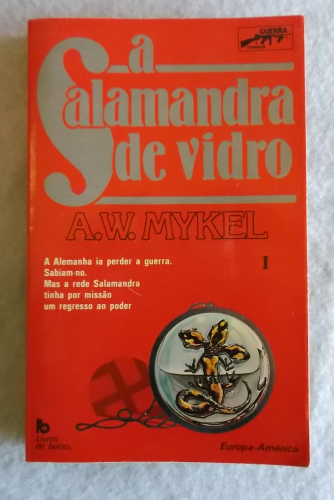 GUERRA
a
Salamandra
de vidro
A.W. MYKEL
I
A Alemanha ia perder a guerra.
Sabiam-no.
Mas a rede Salamandra
tinha por missão
um regresso ao poder
Livros
de bolso
Europa-América